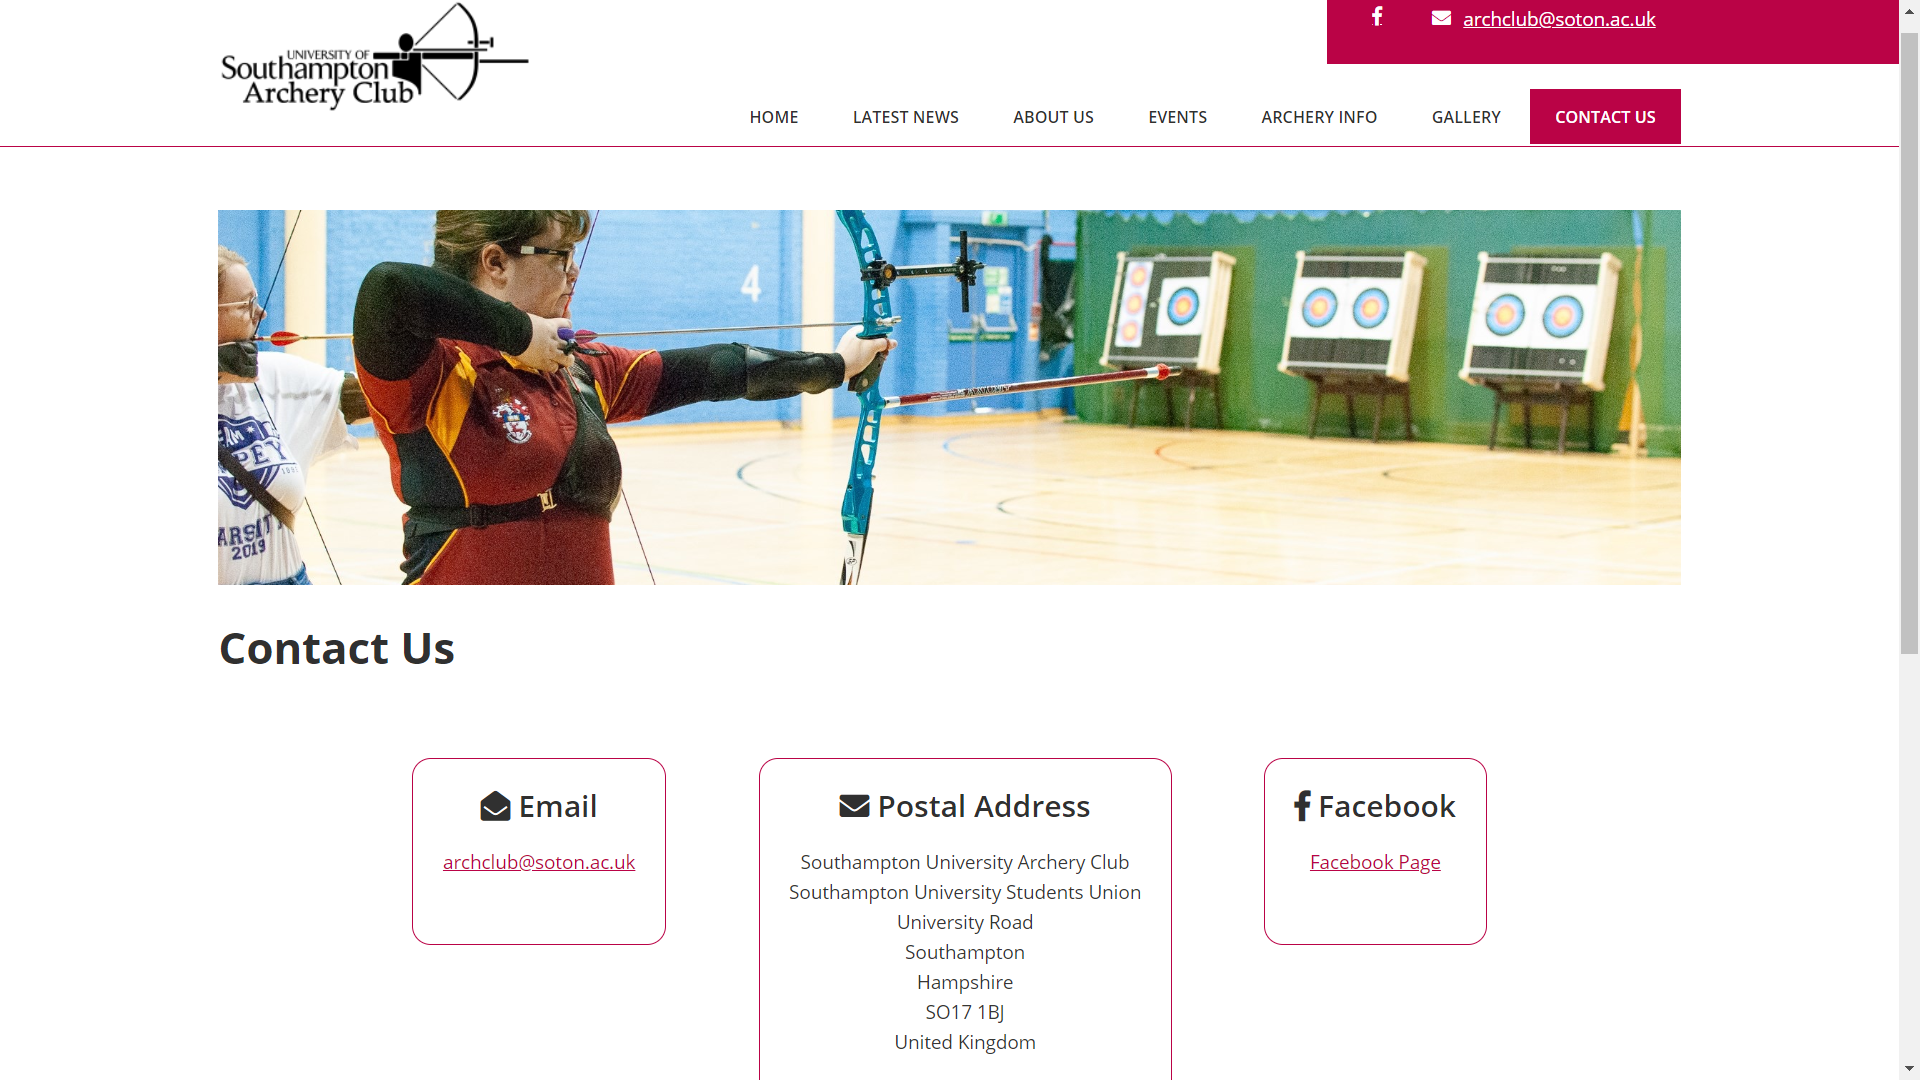 UNIVERSITY OF
Southampton
Archery Club
archclub@soton.ac.uk
HOME
LATEST NEWS
ABOUT US
EVENTS
ARCHERY INFO
GALLERY
CONTACT US
4
2019
Contact Us
Email
archclub@soton.ac.uk
Postal Address
Southampton University Archery Club
Southampton University Students Union
University Road
Southampton
Hampshire
SO17 1BJ
United Kingdom
Facebook
Facebook Page